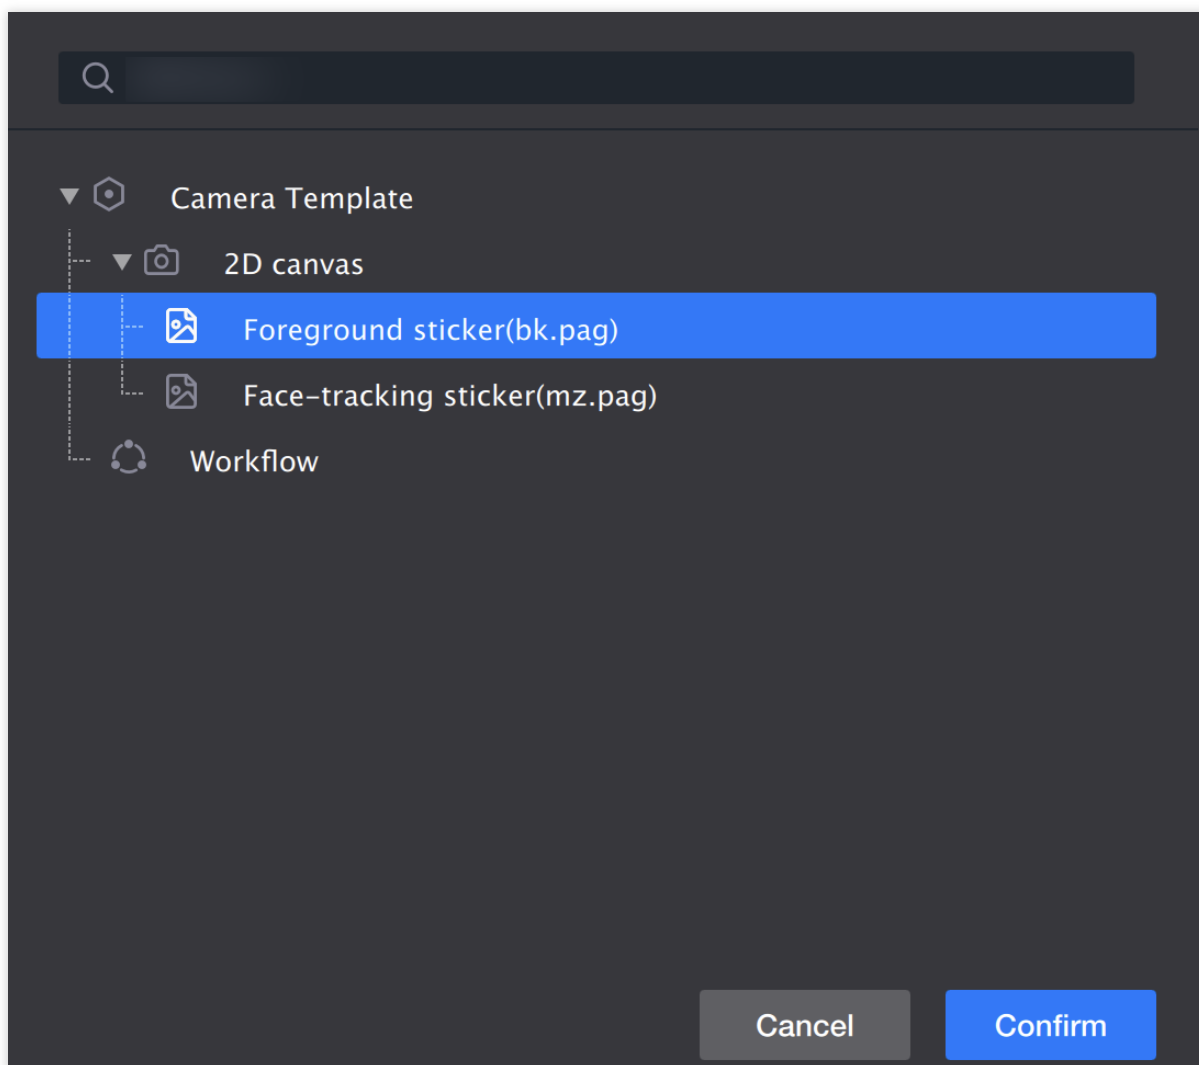 Camera Template
2D canvas
Foreground sticker(bk.pag)
Face-tracking sticker(mz.pag)
Workflow
Cancel
Confirm